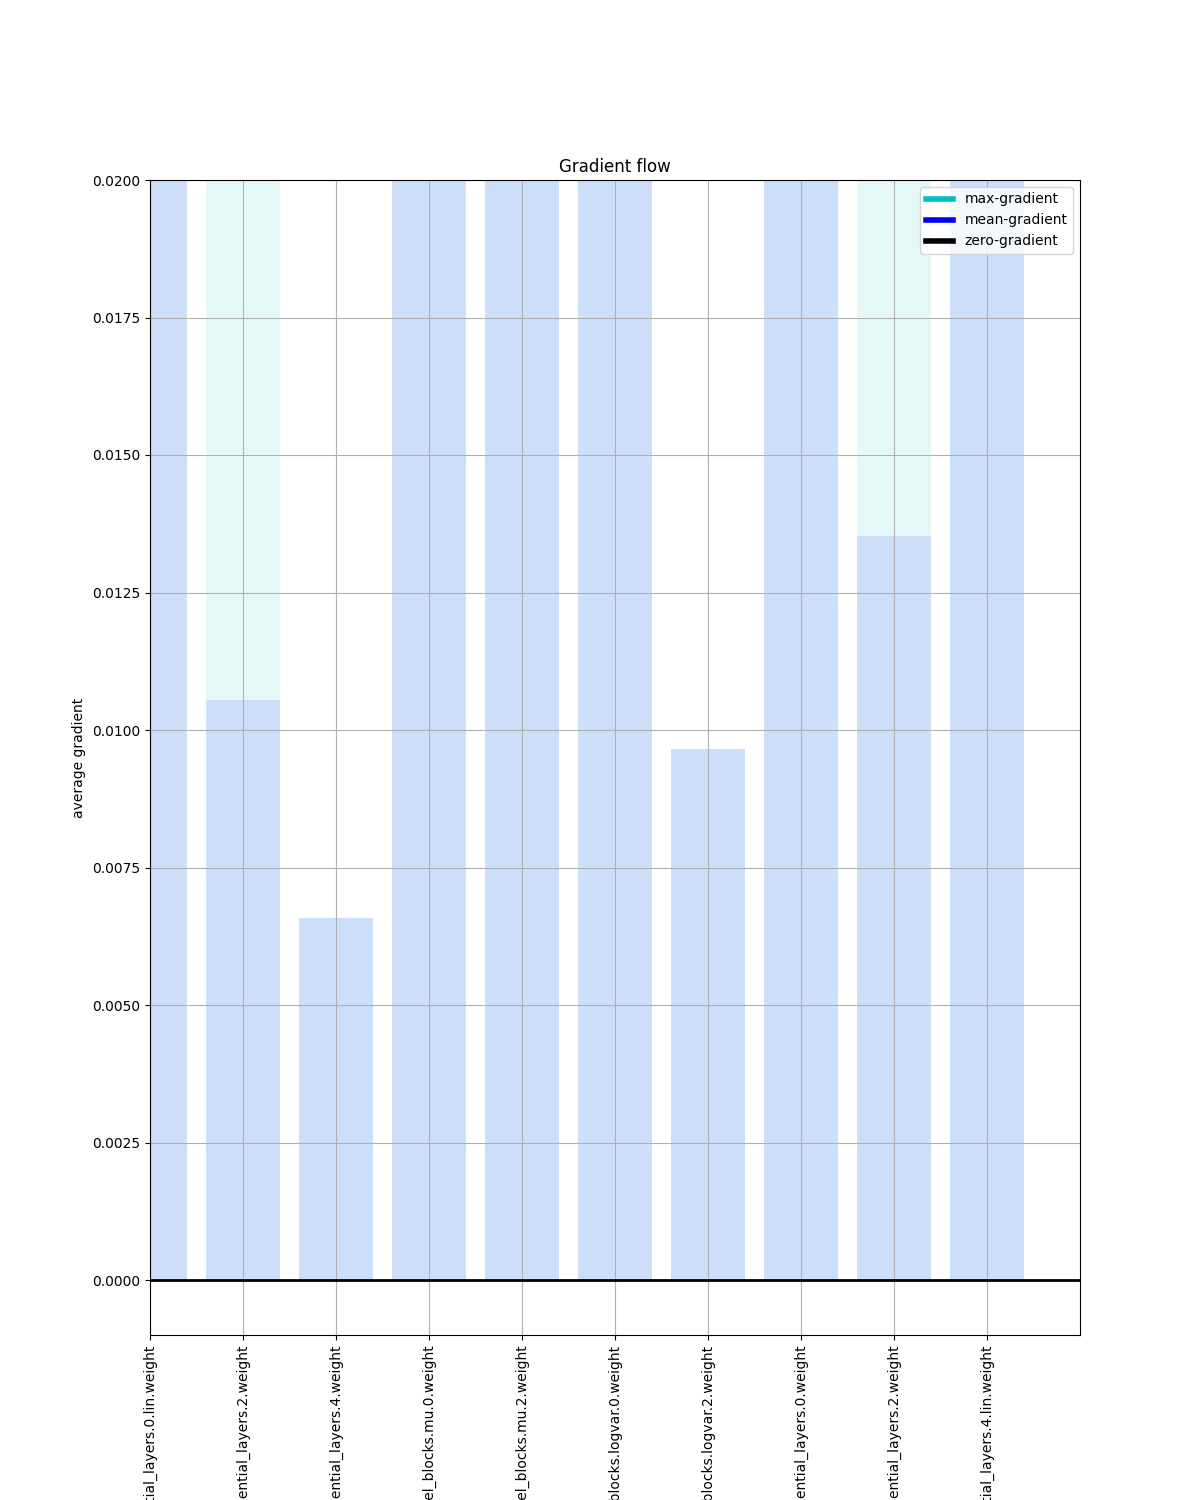 Gradient flow
max-gradient
mean-gradient
zero-gradient
0.0200
0.0175
0.0150
0.0125
0.0100
0.0075
0.0050
0.0025
0.0000
average gradient
tial_layers.0.lin.weight
ential_layers.2.weight
ential_layers.4.weight
el_blocks.mu.0.weight
el_blocks.mu.2.weight
blocks.logvar.0.weight
blocks.logvar.2.weight
ential_layers.0.weight
ential_layers.2.weight
tial_layers.4.lin.weight